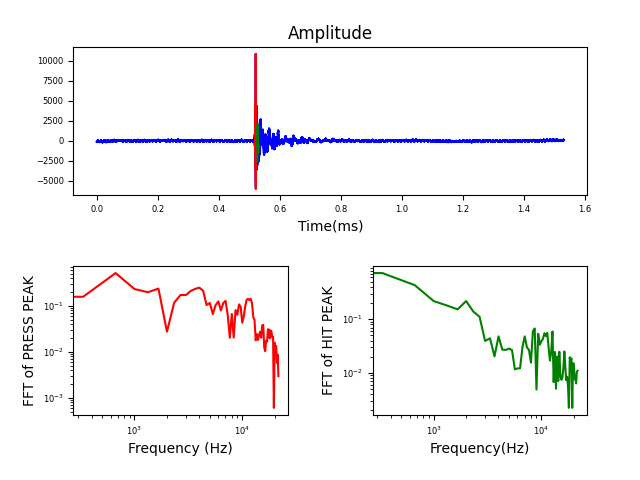 Amplitude
10000
7500
5000
2500
0
−2500
−5000
0.0 0.2 0.4 0.6 0.8 1.0 1.2 1.4 1.6
Time(ms)
FFT of PRESS PEAK
10⁻¹
10⁻²
10⁻³
10³ 10⁴
Frequency (Hz)
FFT of HIT PEAK
10⁻¹
10⁻²
10³ 10⁴
Frequency(Hz)